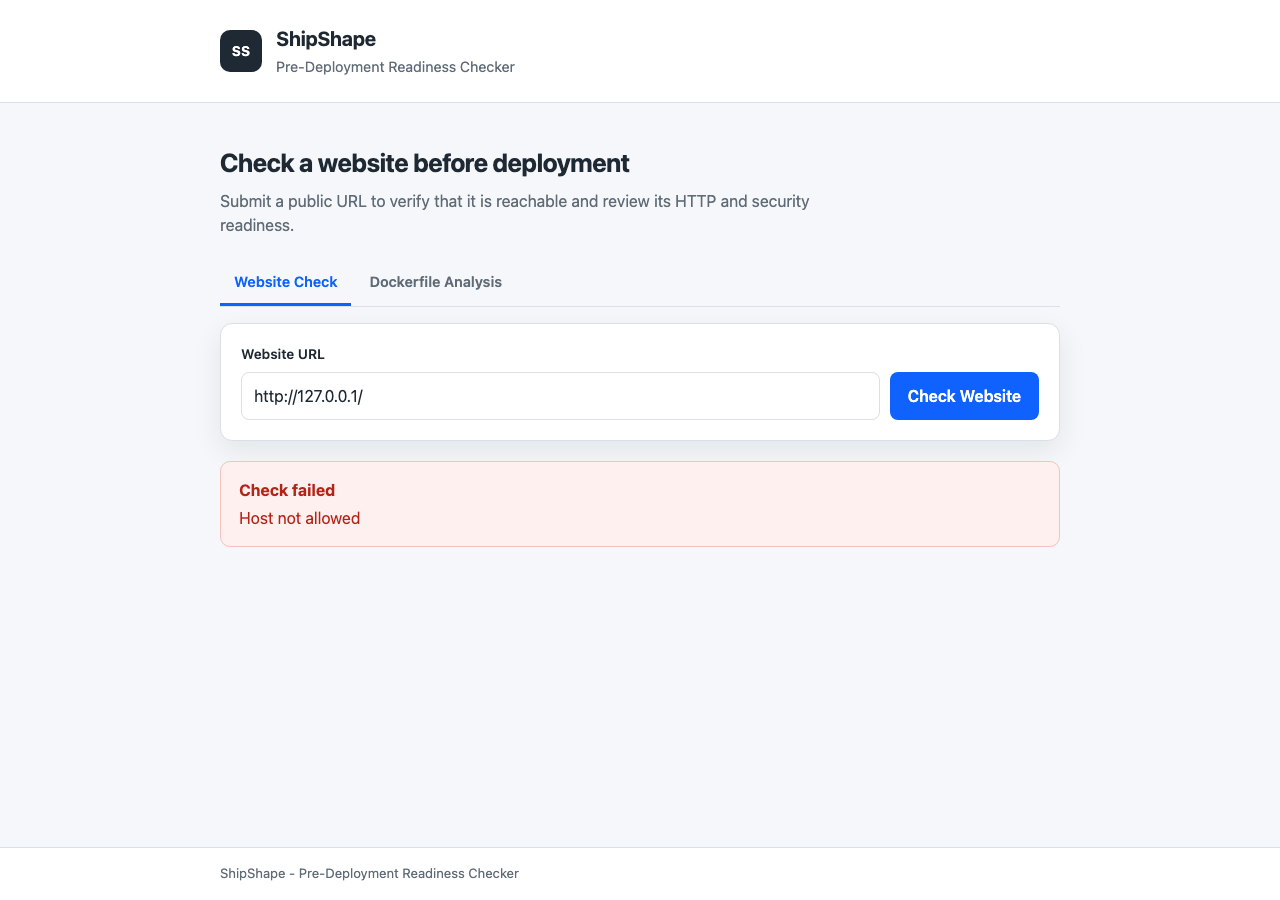 SS
ShipShape
Pre-Deployment Readiness Checker
Check a website before deployment
Submit a public URL to verify that it is reachable and review its HTTP and security
readiness.
Website Check
Dockerfile Analysis
Website URL
http://127.0.0.1/
Check Website
Check failed
Host not allowed
ShipShape - Pre-Deployment Readiness Checker